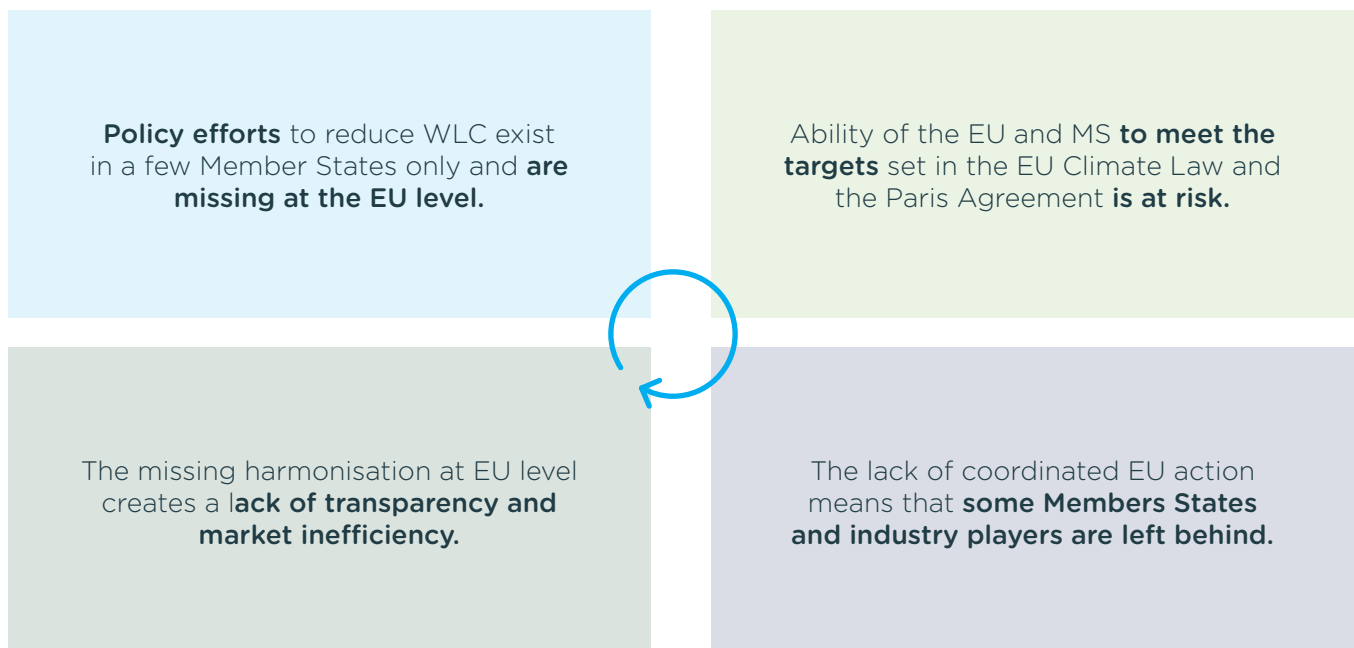 Policy efforts to reduce WLC exist
in a few Member States only and are
missing at the EU level.
Ability of the EU and MS to meet the
targets set in the EU Climate Law and
the Paris Agreement is at risk.
The missing harmonisation at EU level
creates a lack of transparency and
market inefficiency.
The lack of coordinated EU action
means that some Members States
and industry players are left behind.